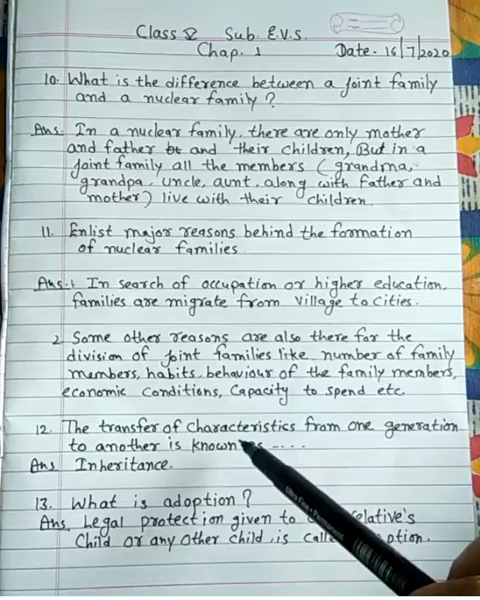 Class V Sub. E.V.S.
Chap. 1 Date. 16/7/2020
10. What is the difference between a joint family
and a nuclear family?
Ans. In a nuclear family, there are only mother
and father and their children, But in a
joint family all the members (grandma,
grandpa, uncle, aunt, along with father and
mother) live with their children.
11. Enlist major reasons behind the formation
of nuclear families.
Ans. 1 In search of occupation or higher education,
families are migrate from village to cities.
2. Some other reasons are also there for the
division of joint families like number of family
members, habits, behaviour of the family members,
economic conditions, capacity to spend etc.
12. The transfer of characteristics from one generation
to another is known as ....
Ans Inheritance.
13. What is adoption?
Ans. Legal protection given to relative's
child or any other child is